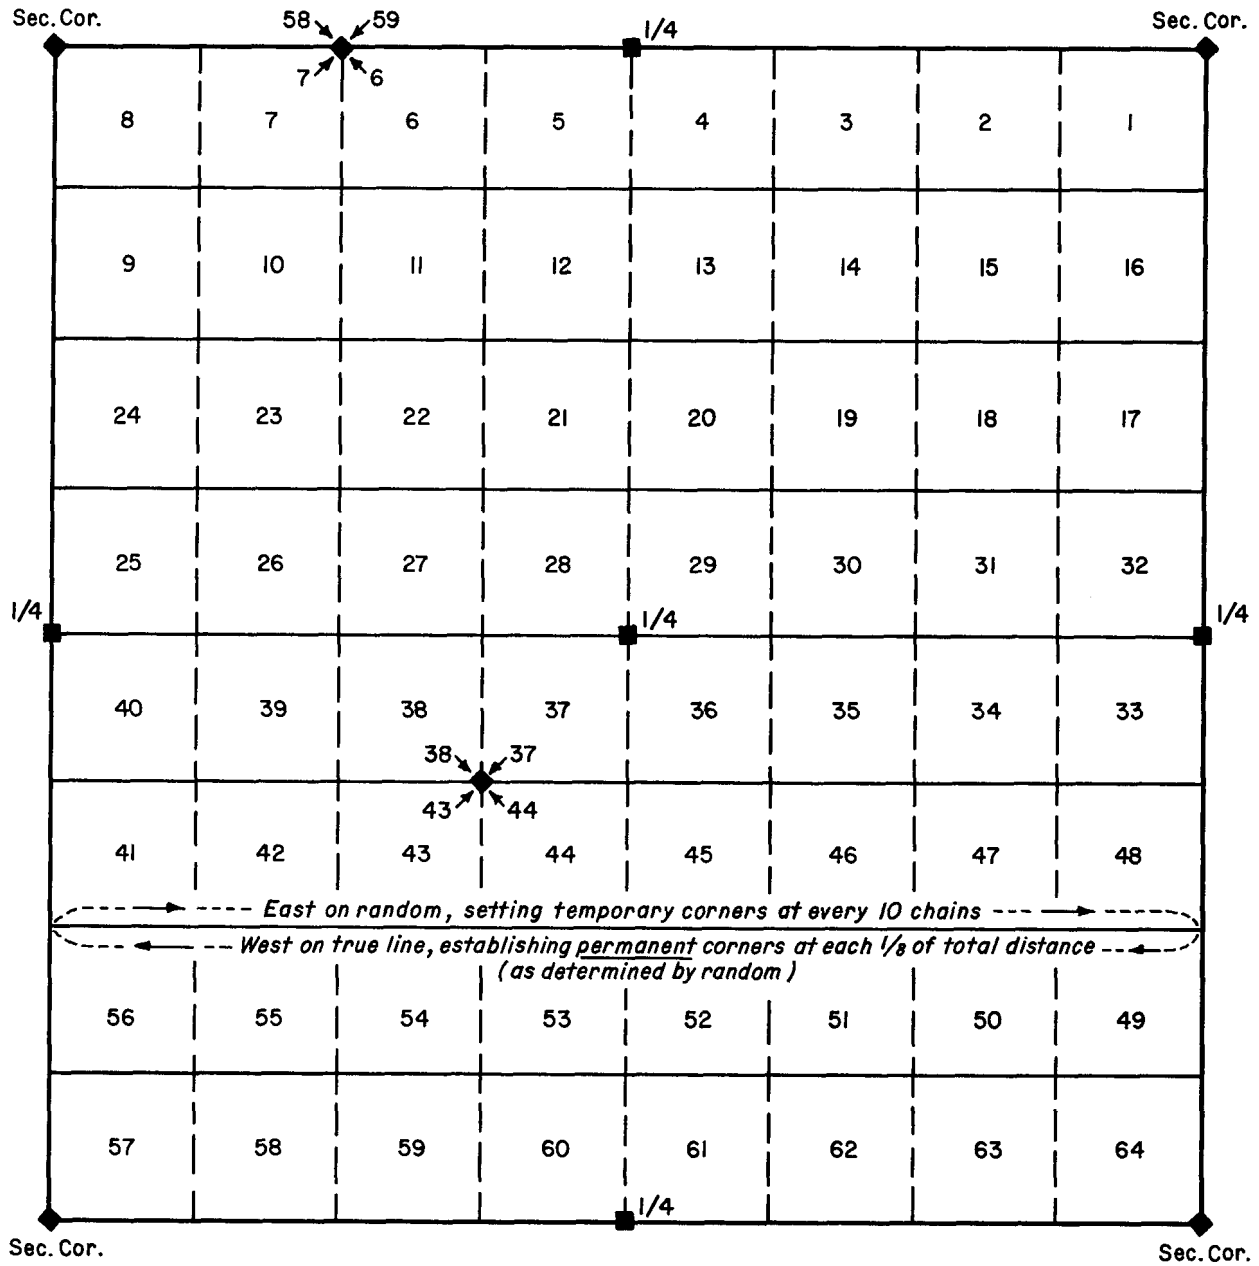 Sec. Cor. 58 59 1/4 Sec. Cor.
7 6
8 7 6 5 4 3 2 1
9 10 11 12 13 14 15 16
24 23 22 21 20 19 18 17
25 26 27 28 29 30 31 32
1/4 1/4 1/4
40 39 38 37 36 35 34 33
38 37
43 44
41 42 43 44 45 46 47 48
East on random, setting temporary corners at every 10 chains
West on true line, establishing permanent corners at each 1/8 of total distance
(as determined by random)
56 55 54 53 52 51 50 49
57 58 59 60 61 62 63 64
1/4
Sec. Cor. Sec. Cor.